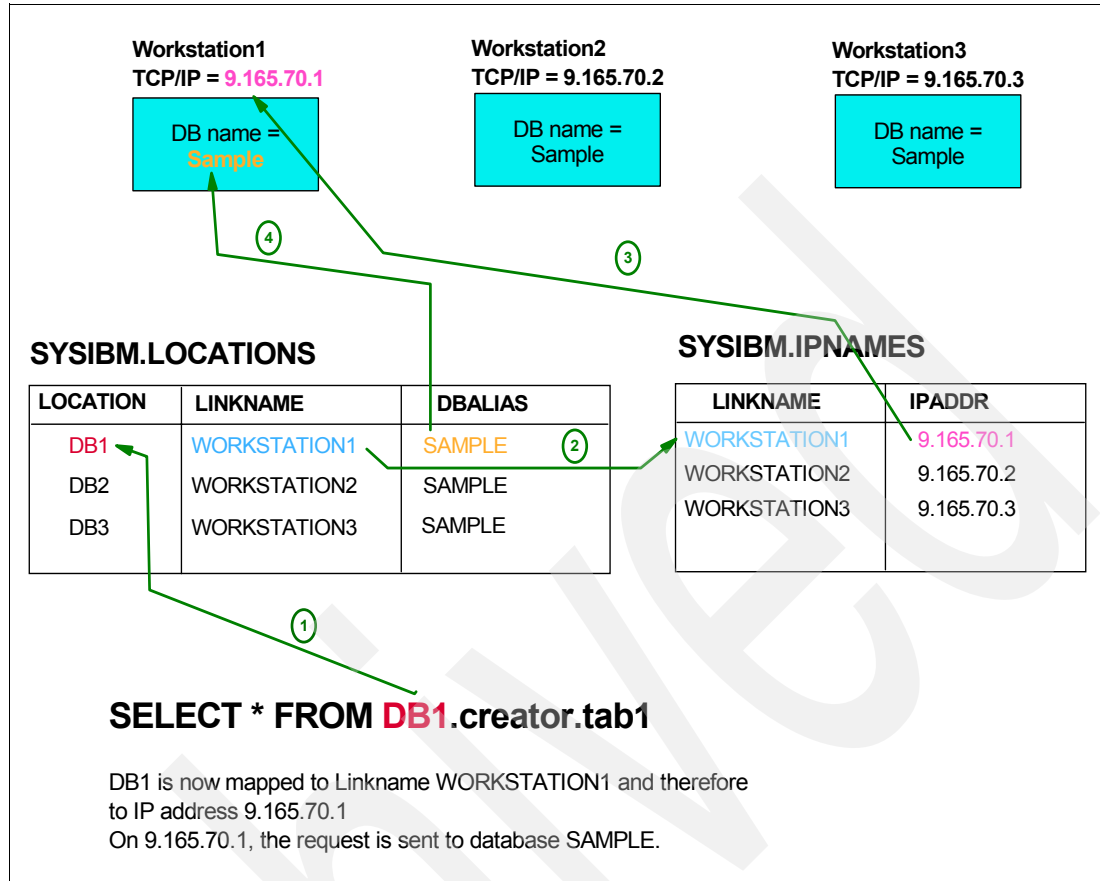 Workstation1
TCP/IP = 9.165.70.1
DB name =
Sample
Workstation2
TCP/IP = 9.165.70.2
DB name =
Sample
Workstation3
TCP/IP = 9.165.70.3
DB name =
Sample
4
3
SYSIBM.LOCATIONS
LOCATION LINKNAME DBALIAS
DB1 WORKSTATION1 SAMPLE
DB2 WORKSTATION2 SAMPLE
DB3 WORKSTATION3 SAMPLE
2
SYSIBM.IPNAMES
LINKNAME IPADDR
WORKSTATION1 9.165.70.1
WORKSTATION2 9.165.70.2
WORKSTATION3 9.165.70.3
1
SELECT * FROM DB1.creator.tab1
DB1 is now mapped to Linkname WORKSTATION1 and therefore
to IP address 9.165.70.1
On 9.165.70.1, the request is sent to database SAMPLE.